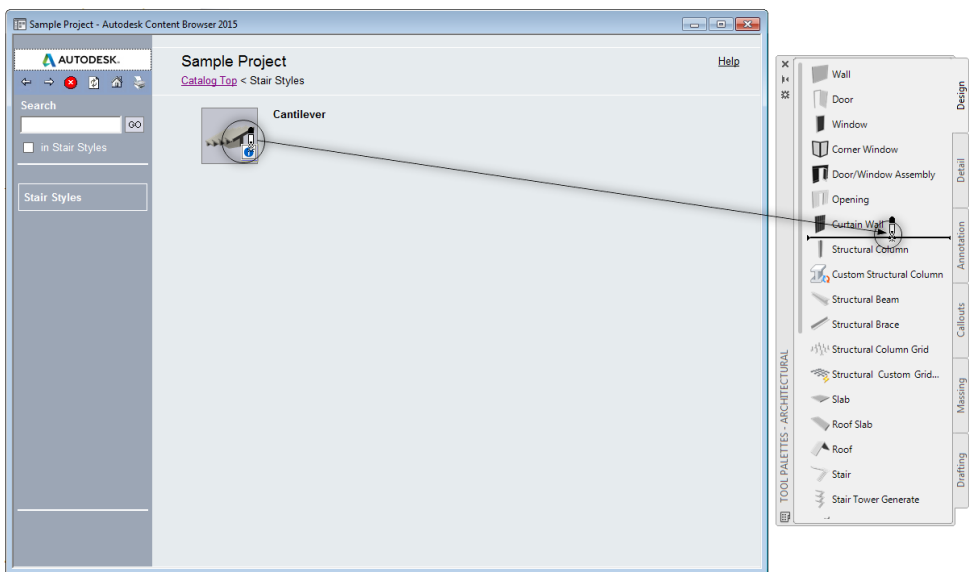 Sample Project - Autodesk Content Browser 2015
AUTODESK.
Search
GO
in Stair Styles
Stair Styles
Sample Project
Help
Catalog Top < Stair Styles
Cantilever
Wall
Door
Window
Corner Window
Door/Window Assembly
Opening
Curtain Wall
Structural Column
Custom Structural Column
Structural Beam
Structural Brace
Structural Column Grid
Structural Custom Grid...
Slab
Roof Slab
Roof
Stair
Stair Tower Generate
Design
Detail
Annotation
Callouts
Massing
Drafting
TOOL PALETTES - ARCHITECTURAL